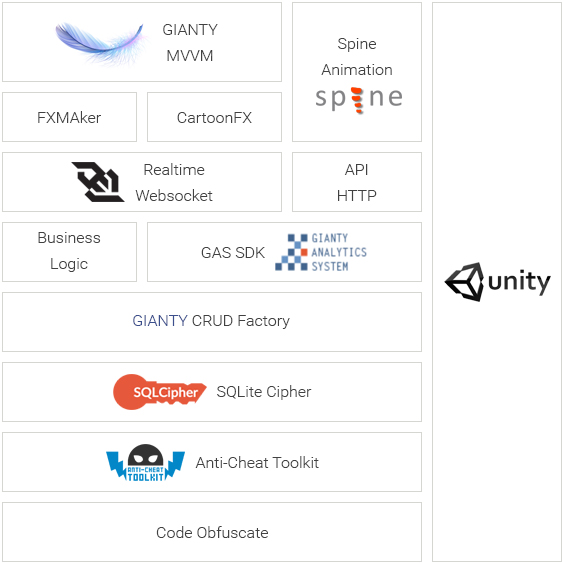 GIANTY
MVVM
Spine
Animation
spine
FXMAker
CartoonFX
Realtime
Websocket
API
HTTP
Business
Logic
GAS SDK
GIANTY
ANALYTICS
SYSTEM
unity
GIANTY CRUD Factory
SQLCipher
SQLite Cipher
ANTI-CHEAT
TOOLKIT
Anti-Cheat Toolkit
Code Obfuscate